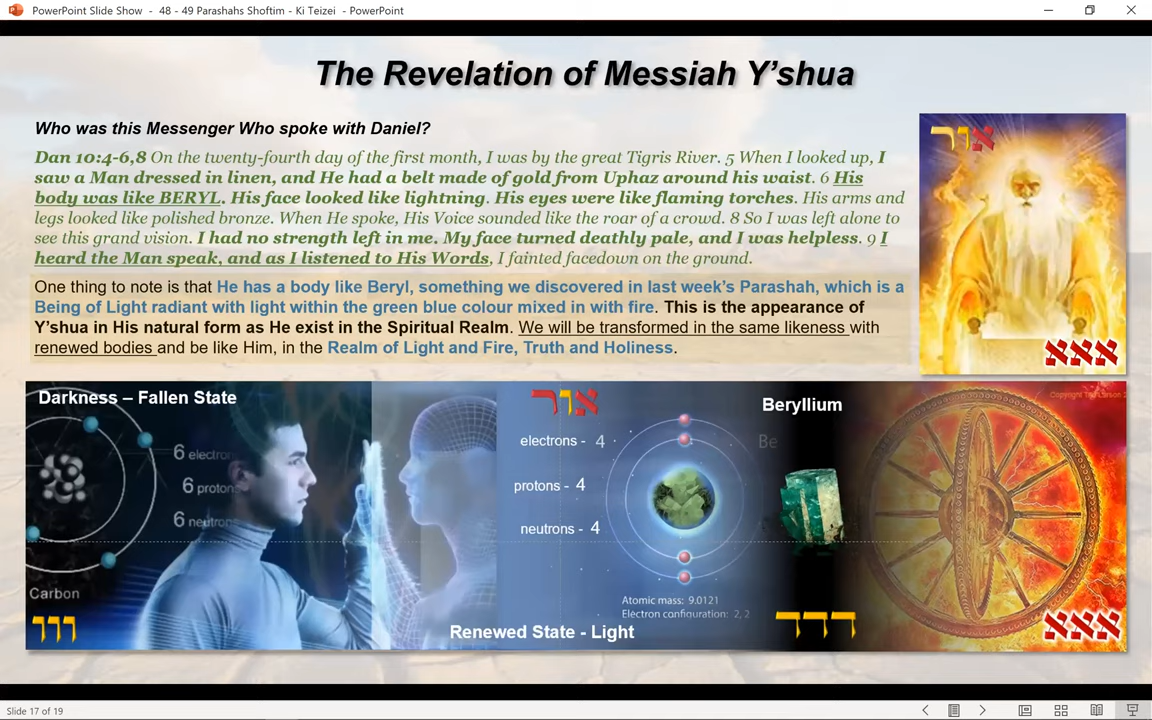 PowerPoint Slide Show - 48 - 49 Parashahs Shoftim - Ki Teizei - PowerPoint
The Revelation of Messiah Y’shua
Who was this Messenger Who spoke with Daniel?
Dan 10:4-6,8 On the twenty-fourth day of the first month, I was by the great Tigris River. 5 When I looked up, I
saw a Man dressed in linen, and He had a belt made of gold from Uphaz around his waist. 6 His
body was like BERYL. His face looked like lightning. His eyes were like flaming torches. His arms and
legs looked like polished bronze. When He spoke, His Voice sounded like the roar of a crowd. 8 So I was left alone to
see this grand vision. I had no strength left in me. My face turned deathly pale, and I was helpless. 9 I
heard the Man speak, and as I listened to His Words, I fainted facedown on the ground.
One thing to note is that He has a body like Beryl, something we discovered in last week’s Parashah, which is a
Being of Light radiant with light within the green blue colour mixed in with fire. This is the appearance of
Y’shua in His natural form as He exist in the Spiritual Realm. We will be transformed in the same likeness with
renewed bodies and be like Him, in the Realm of Light and Fire, Truth and Holiness.
אור
אאא
Darkness – Fallen State
6 electron
6 proton
6 neutrons
Carbon
ווו
אור
electrons - 4
protons - 4
neutrons - 4
Atomic mass: 9.0121
Electron configuration: 2, 2
Renewed State - Light
Beryllium
Be
דדד
Copyright Ted Larson
אאא
Slide 17 of 19